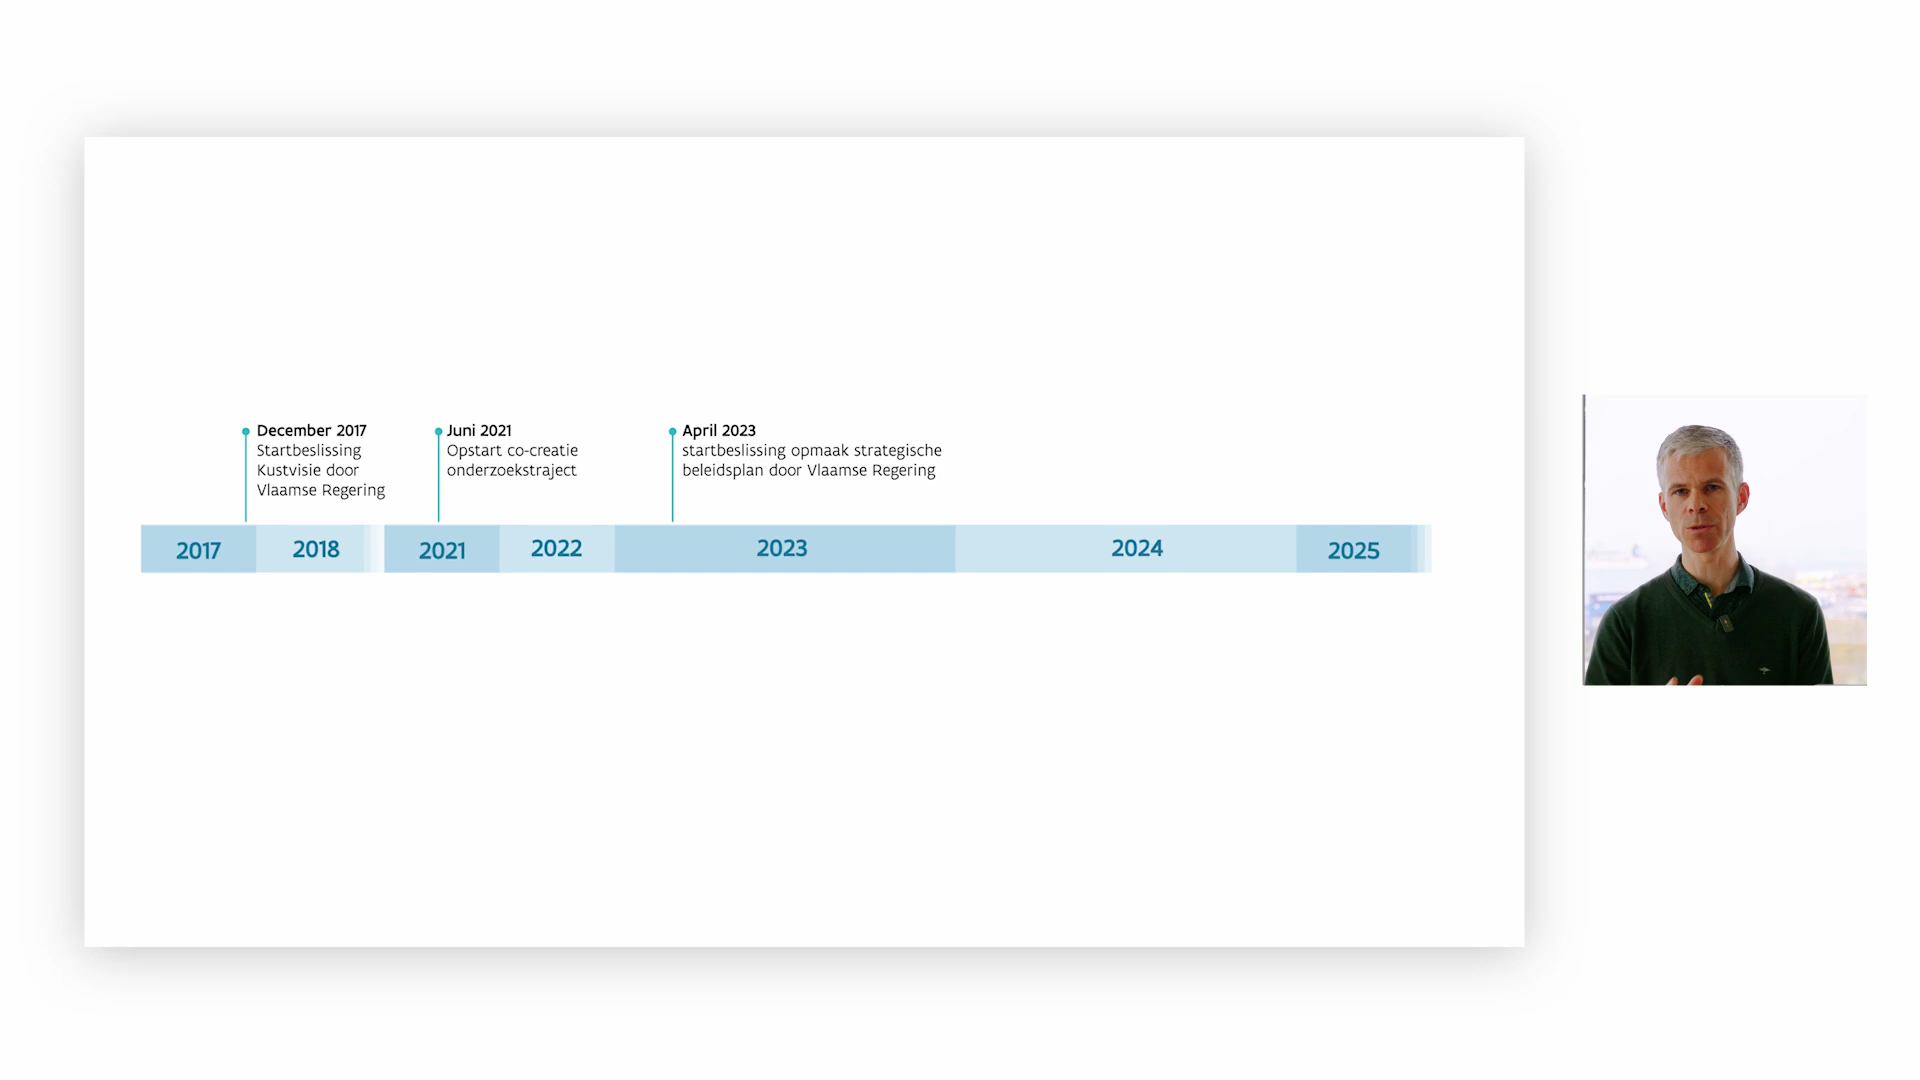 December 2017
Startbeslissing
Kustvisie door
Vlaamse Regering
Juni 2021
Opstart co-creatie
onderzoekstraject
April 2023
startbeslissing opmaak strategische
beleidsplan door Vlaamse Regering
2017
2018
2021
2022
2023
2024
2025